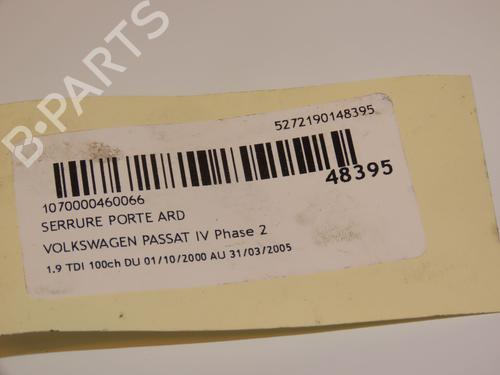 B-PARTS
5272190148395
48395
1070000460066
SERRURE PORTE ARD
VOLKSWAGEN PASSAT IV Phase 2
1.9 TDI 100ch DU 01/10/2000 AU 31/03/2005